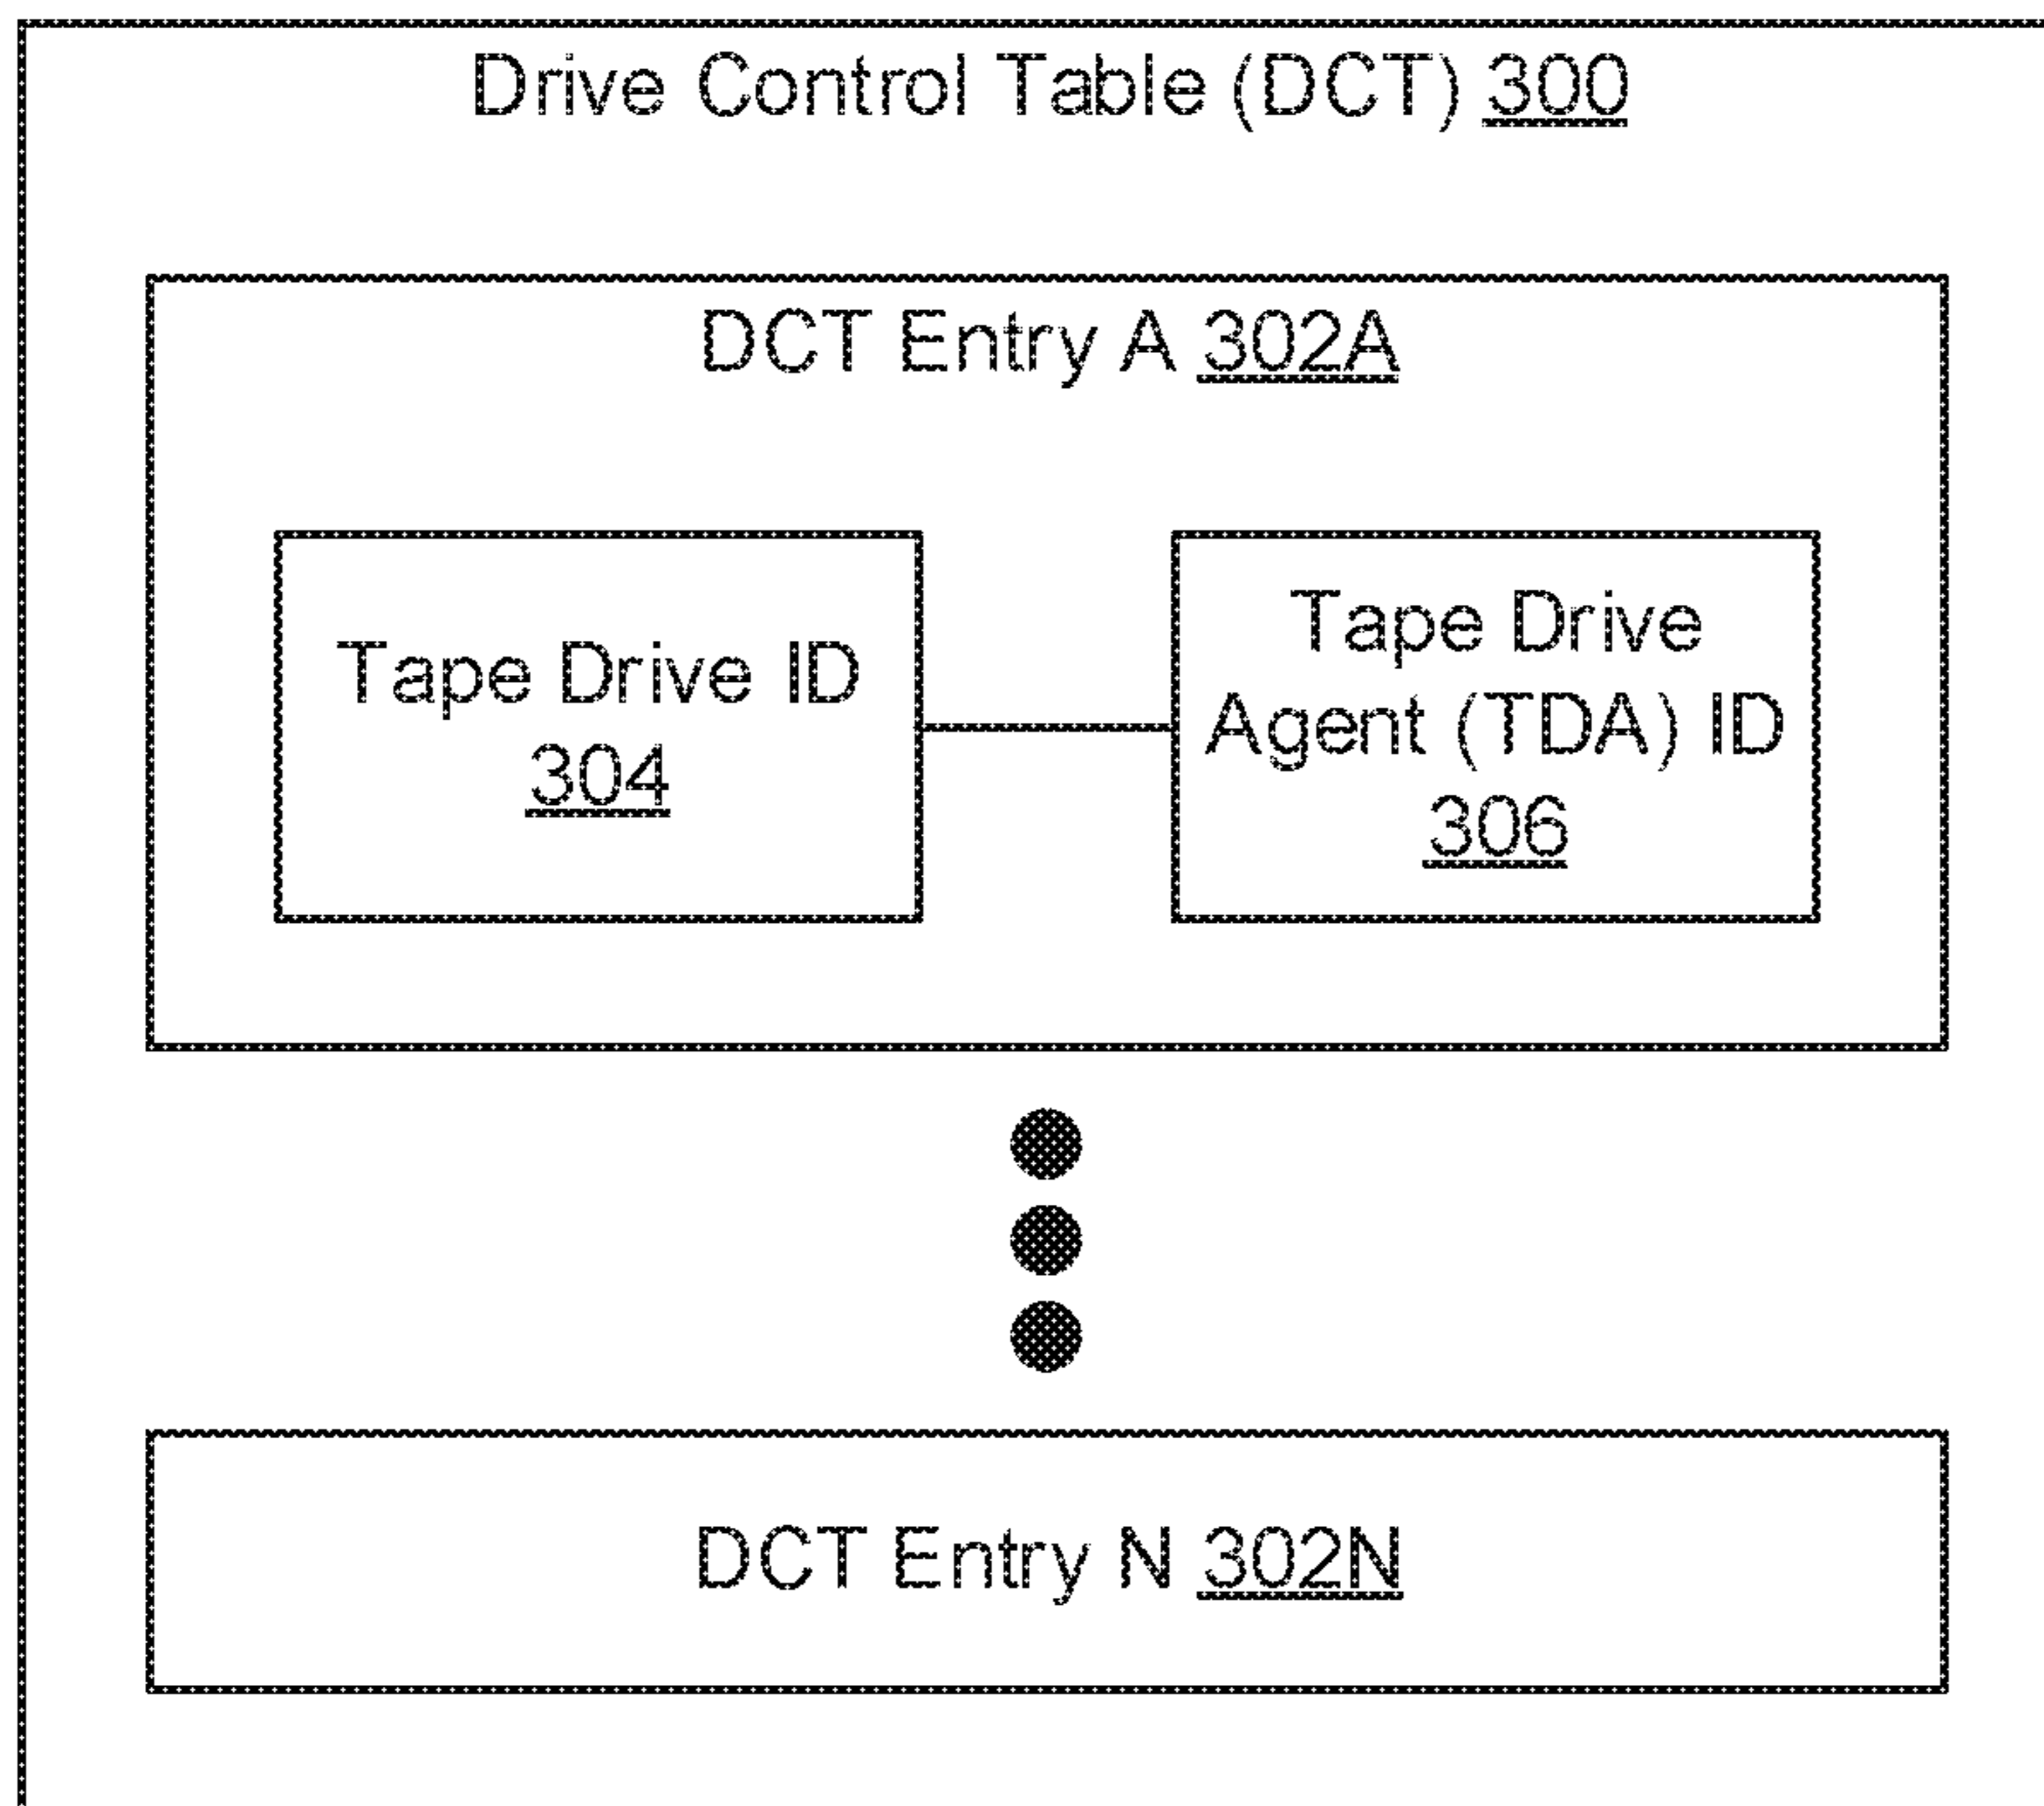 Drive Control Table (DCT) 300
DCT Entry A 302A
Tape Drive ID
304
Tape Drive
Agent (TDA) ID
306
DCT Entry N 302N